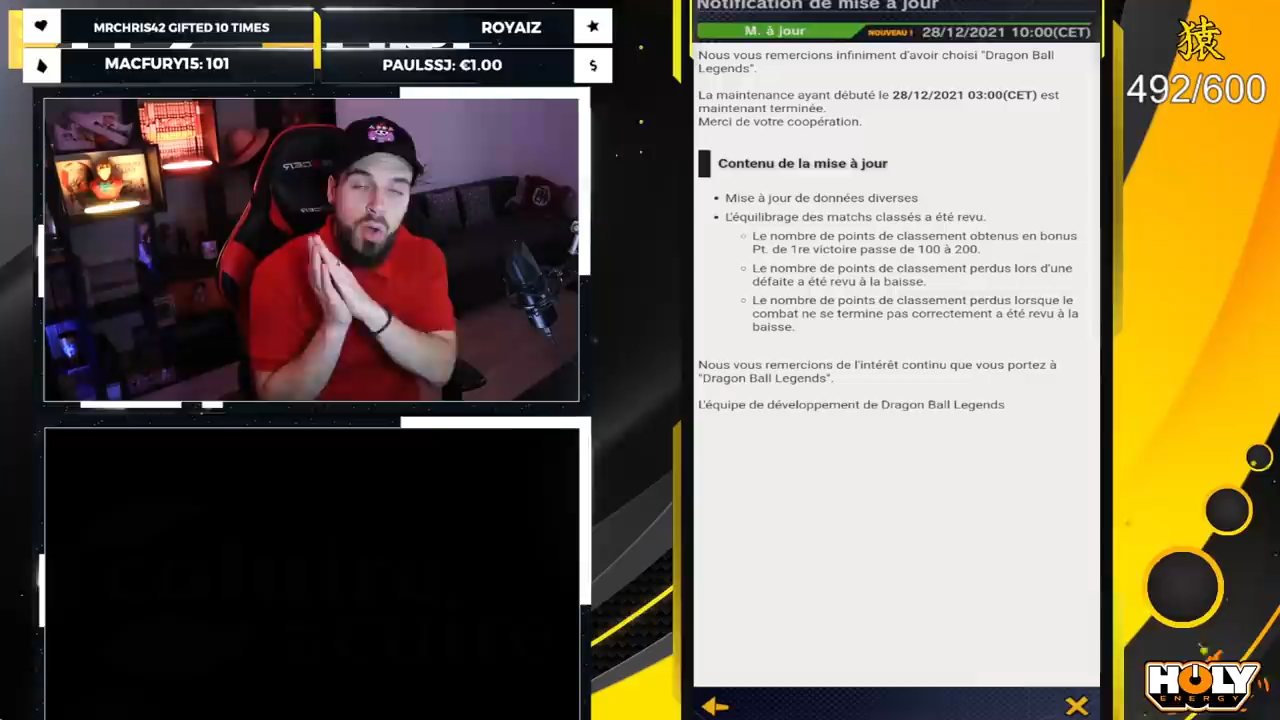 MRCHRIS42 GIFTED 10 TIMES
ROYAIZ
MACFURY15: 101
PAULSSJ: €1.00
$
Notification de mise à jour
M. à jour
NOUVEAU !
28/12/2021 10:00(CET)
Nous vous remercions infiniment d'avoir choisi "Dragon Ball
Legends".
La maintenance ayant débuté le 28/12/2021 03:00(CET) est
maintenant terminée.
Merci de votre coopération.
Contenu de la mise à jour
• Mise à jour de données diverses
• L'équilibrage des matchs classés a été revu.
○ Le nombre de points de classement obtenus en bonus
Pt. de 1re victoire passe de 100 à 200.
○ Le nombre de points de classement perdus lors d'une
défaite a été revu à la baisse.
○ Le nombre de points de classement perdus lorsque le
combat ne se termine pas correctement a été revu à la
baisse.
Nous vous remercions de l'intérêt continu que vous portez à
"Dragon Ball Legends".
L'équipe de développement de Dragon Ball Legends
猿
492/600
HOLY
ENERGY